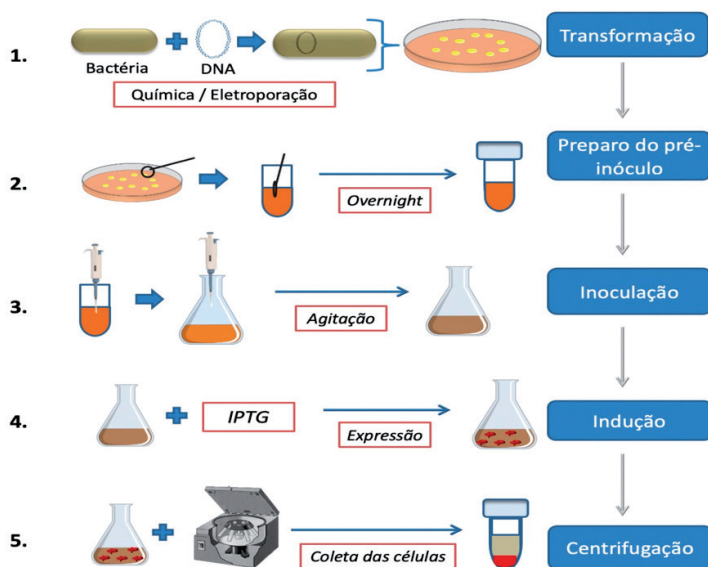 1.
Bactéria
DNA
Química / Eletroporação
Transformação
2.
Overnight
Preparo do pré-
inóculo
3.
Agitação
Inoculação
4.
IPTG
Expressão
Indução
5.
Coleta das células
Centrifugação